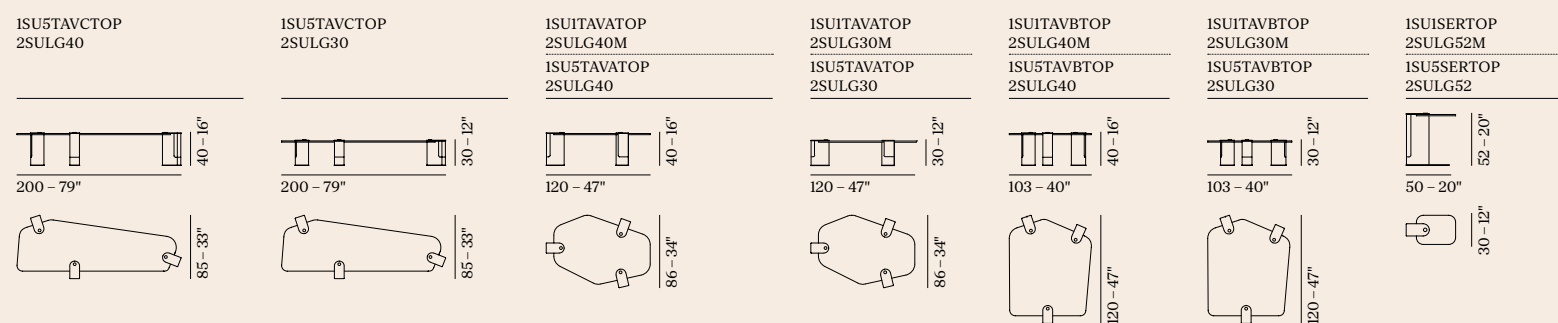 1SU5TAVCTOP
2SULG40
40 – 16"
200 – 79"
85 – 33"
1SU5TAVCTOP
2SULG30
30 – 12"
200 – 79"
85 – 33"
1SU1TAVATOP
2SULG40M
1SU5TAVATOP
2SULG40
40 – 16"
120 – 47"
86 – 34"
1SU1TAVATOP
2SULG30M
1SU5TAVATOP
2SULG30
30 – 12"
120 – 47"
86 – 34"
1SU1TAVBTOP
2SULG40M
1SU5TAVBTOP
2SULG40
40 – 16"
103 – 40"
120 – 47"
1SU1TAVBTOP
2SULG30M
1SU5TAVBTOP
2SULG30
30 – 12"
103 – 40"
120 – 47"
1SU1SERTOP
2SULG52M
1SU5SERTOP
2SULG52
52 – 20"
50 – 20"
30 – 12"